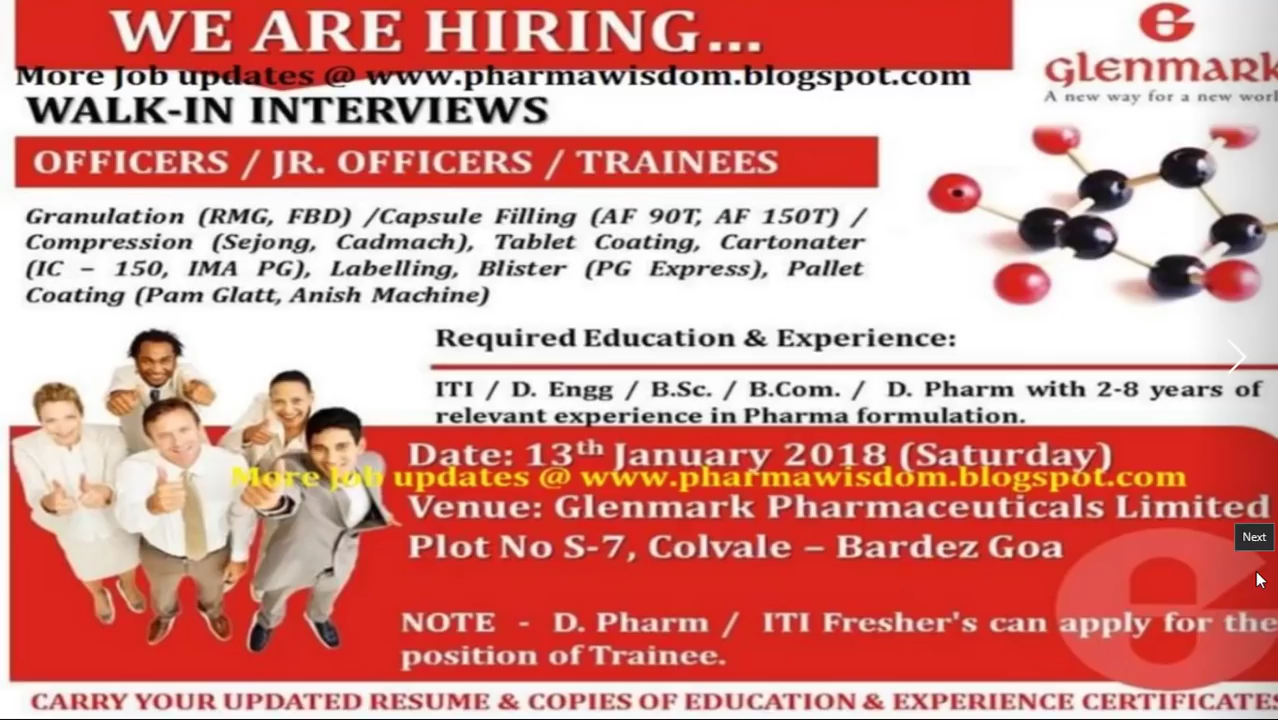 WE ARE HIRING...
glenmark
A new way for a new worl
More Job updates @ www.pharmawisdom.blogspot.com
WALK-IN INTERVIEWS
OFFICERS / JR. OFFICERS / TRAINEES
Granulation (RMG, FBD) /Capsule Filling (AF 90T, AF 150T) /
Compression (Sejong, Cadmach), Tablet Coating, Cartonater
(IC – 150, IMA PG), Labelling, Blister (PG Express), Pallet
Coating (Pam Glatt, Anish Machine)
Required Education & Experience:
ITI / D. Engg / B.Sc. / B.Com. / D. Pharm with 2-8 years of
relevant experience in Pharma formulation.
Date: 13th January 2018 (Saturday)
More Job updates @ www.pharmawisdom.blogspot.com
Venue: Glenmark Pharmaceuticals Limited
Plot No S-7, Colvale – Bardez Goa
Next
NOTE - D. Pharm / ITI Fresher's can apply for the
position of Trainee.
CARRY YOUR UPDATED RESUME & COPIES OF EDUCATION & EXPERIENCE CERTIFICATES